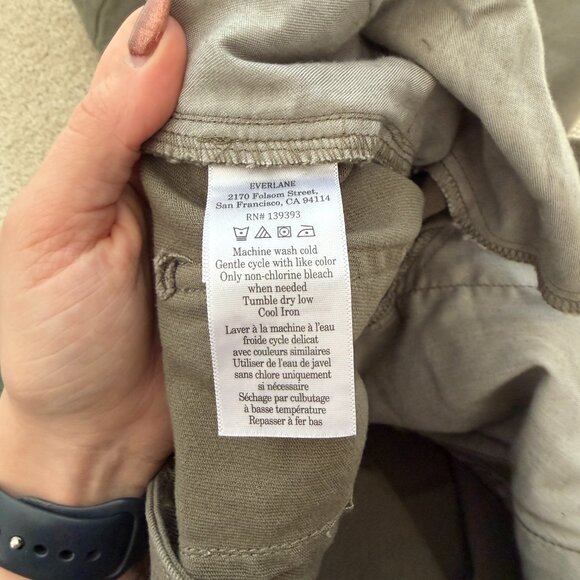 EVERLANE
2170 Folsom Street,
San Francisco, CA 94114
RN# 139393
Machine wash cold
Gentle cycle with like color
Only non-chlorine bleach
when needed
Tumble dry low
Cool Iron
Laver à la machine à l'eau
froide cycle delicat
avec couleurs similaires
Utiliser de l'eau de javel
sans chlore uniquement
si nécessaire
Séchage par culbutage
à basse température
Repasser à fer bas